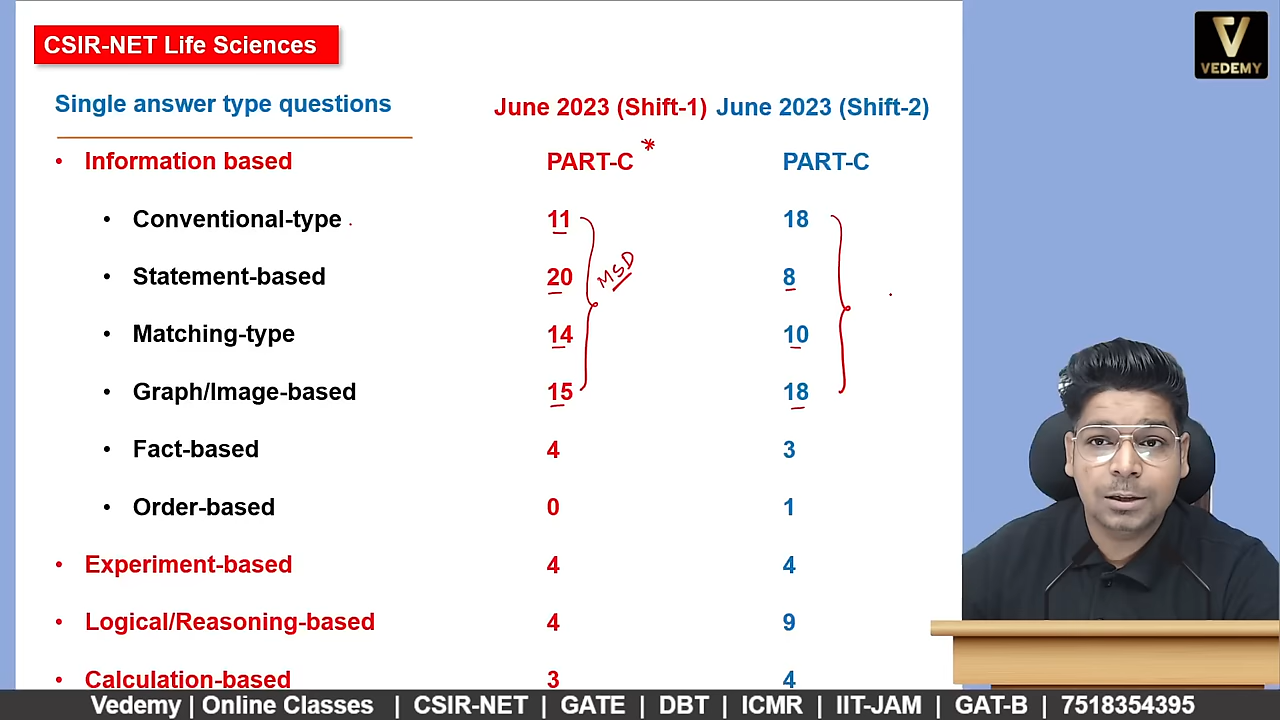 CSIR-NET Life Sciences
VEDEMY
Single answer type questions
June 2023 (Shift-1) June 2023 (Shift-2)
• Information based PART-C * PART-C
• Conventional-type 11 18
• Statement-based 20 8
MSD
• Matching-type 14 10
• Graph/Image-based 15 18
• Fact-based 4 3
• Order-based 0 1
• Experiment-based 4 4
• Logical/Reasoning-based 4 9
• Calculation-based 3 4
Vedemy | Online Classes | CSIR-NET | GATE | DBT | ICMR | IIT-JAM | GAT-B | 7518354395